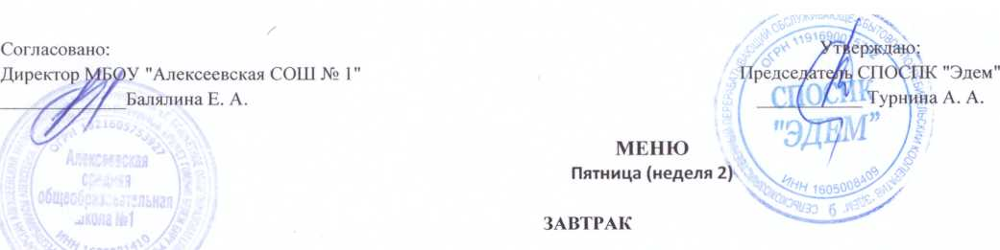 Согласовано:
Директор МБОУ "Алексеевская СОШ № 1"
Балялина Е. А.
Утверждаю:
Председатель СПОСПК "Эдем"
Турнина А. А.
СПОСПК
"ЭДЕМ"
ИНН 1605008409
Алексеевская
средняя
общеобразовательная
школа №1
МЕНЮ
Пятница (неделя 2)
ЗАВТРАК